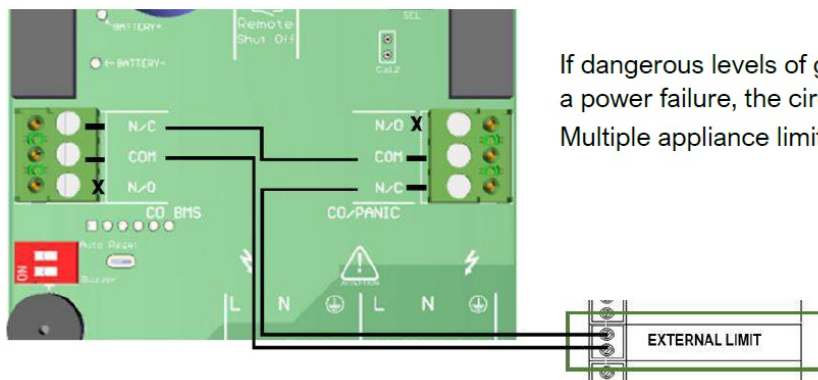 BATTERY+
BATTERY-
Remote
Shut Off
SEL
Cal2
If dangerous levels of g
a power failure, the cir
Multiple appliance limit
N/C
COM
N/O
X
CO BMS
N/O X
COM
N/C
CO/PANIC
Auto Reset
Buzzer
ON
ATTENTION
L N L N
EXTERNAL LIMIT